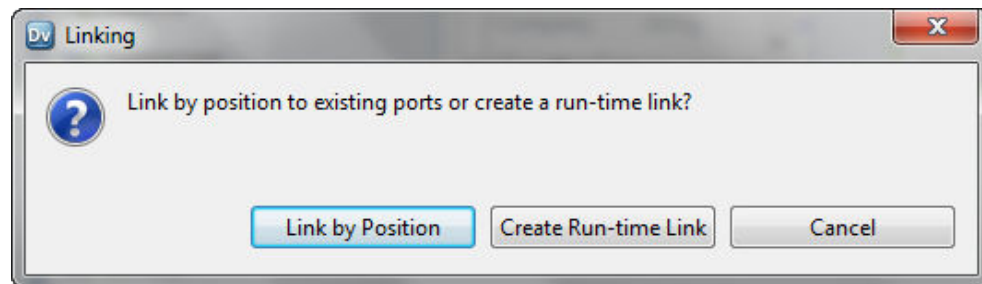 Dv Linking
Link by position to existing ports or create a run-time link?
Link by Position Create Run-time Link Cancel